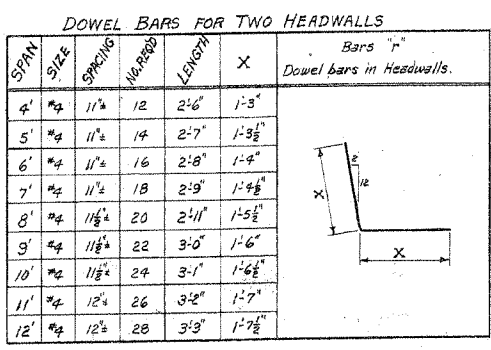 DOWEL BARS FOR TWO HEADWALLS
SPAN SIZE SPACING NO. REQD LENGTH X Bars "r"
Dowel bars in Headwalls.
4' #4 11"± 12 2'-6" 1'-3"
5' #4 11"± 14 2'-7" 1'-3½"
6' #4 11"± 16 2'-8" 1'-4"
7' #4 11"± 18 2'-9" 1'-4½"
8' #4 11½"± 20 2'-11" 1'-5½"
9' #4 11½"± 22 3'-0" 1'-6"
10' #4 11½"± 24 3'-1" 1'-6½"
11' #4 12"± 26 3'-2" 1'-7"
12' #4 12"± 28 3'-3" 1'-7½"
2
12
X
X